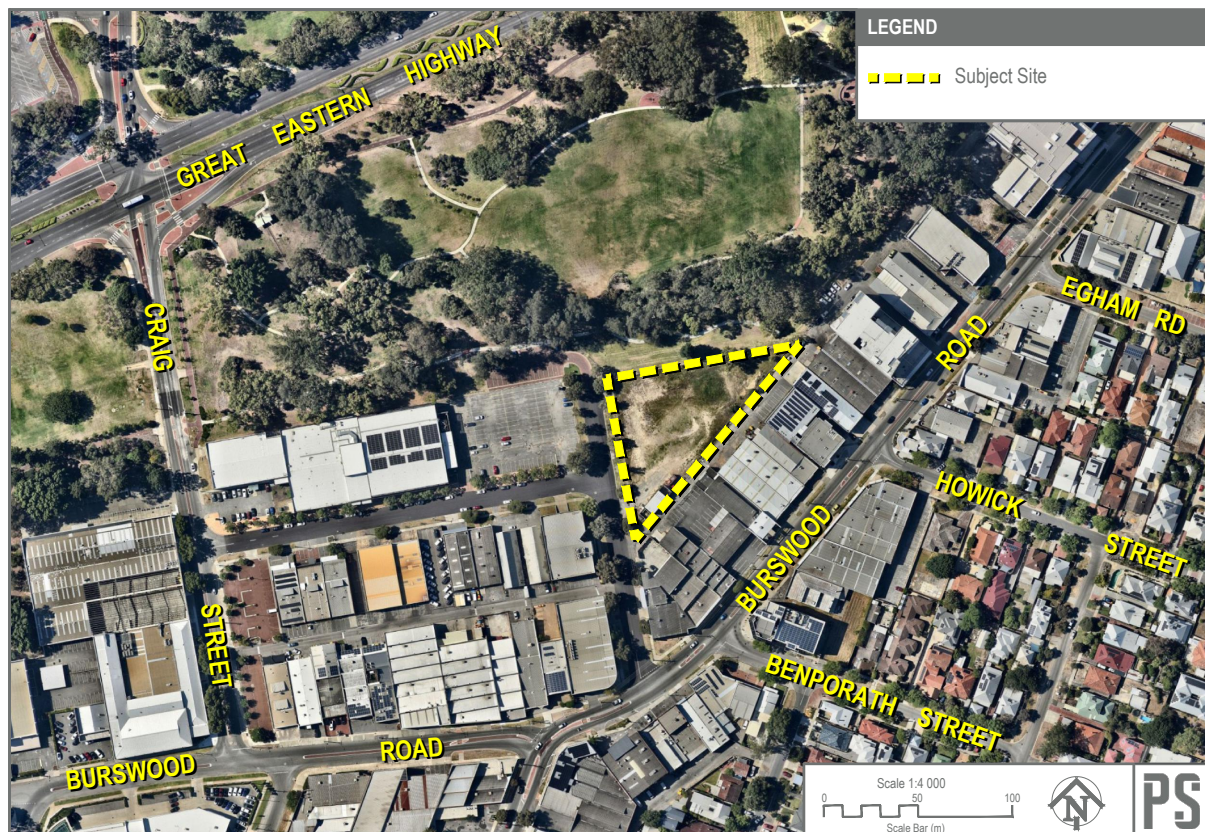 LEGEND
Subject Site
GREAT EASTERN HIGHWAY
CRAIG
STREET
EGHAM RD
ROAD
HOWICK
STREET
BURSWOOD
BENPORATH STREET
BURSWOOD
ROAD
Scale 1:4 000
0 50 100
Scale Bar (m)
N
PS